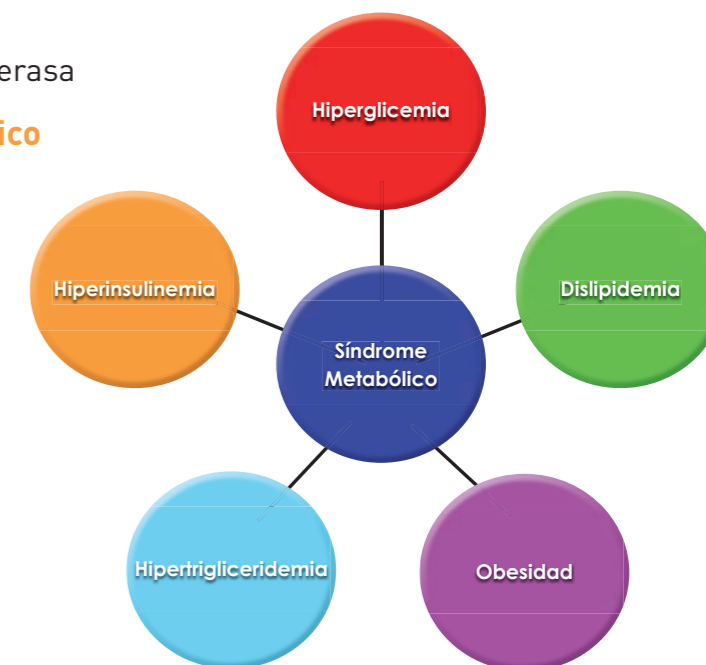 erasa
ico
Hiperglicemia
Hiperinsulinemia
Dislipidemia
Síndrome
Metabólico
Hipertrigliceridemia
Obesidad